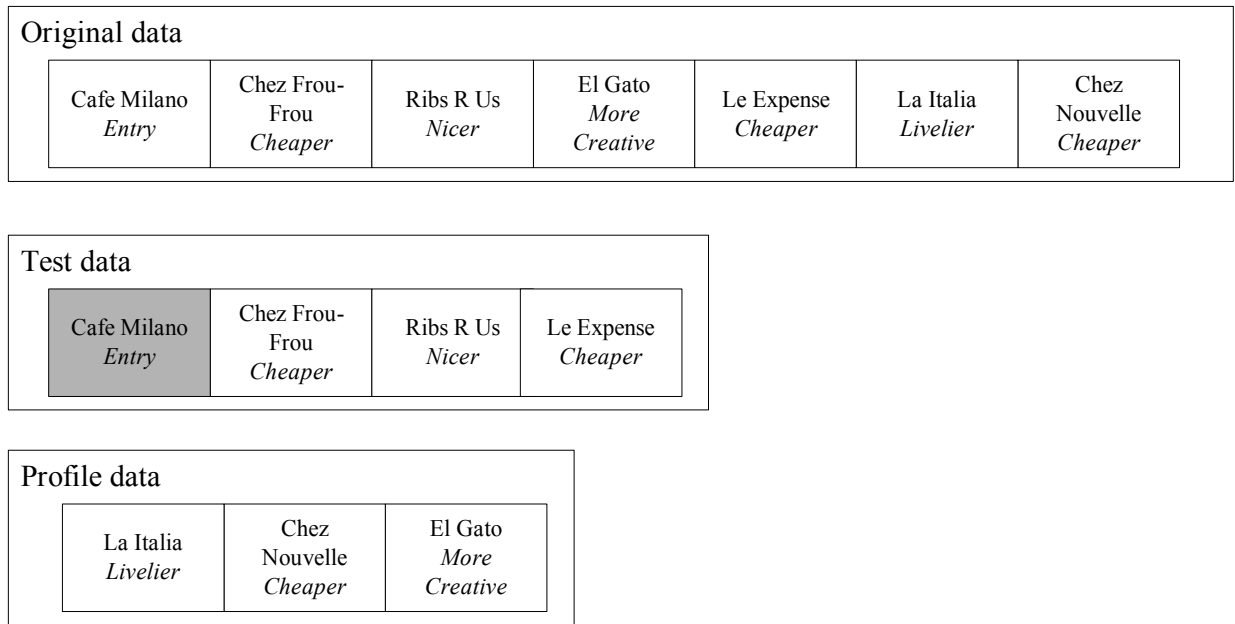 Original data
Cafe Milano
Entry
Chez Frou-
Frou
Cheaper
Ribs R Us
Nicer
El Gato
More
Creative
Le Expense
Cheaper
La Italia
Livelier
Chez
Nouvelle
Cheaper
Test data
Cafe Milano
Entry
Chez Frou-
Frou
Cheaper
Ribs R Us
Nicer
Le Expense
Cheaper
Profile data
La Italia
Livelier
Chez
Nouvelle
Cheaper
El Gato
More
Creative